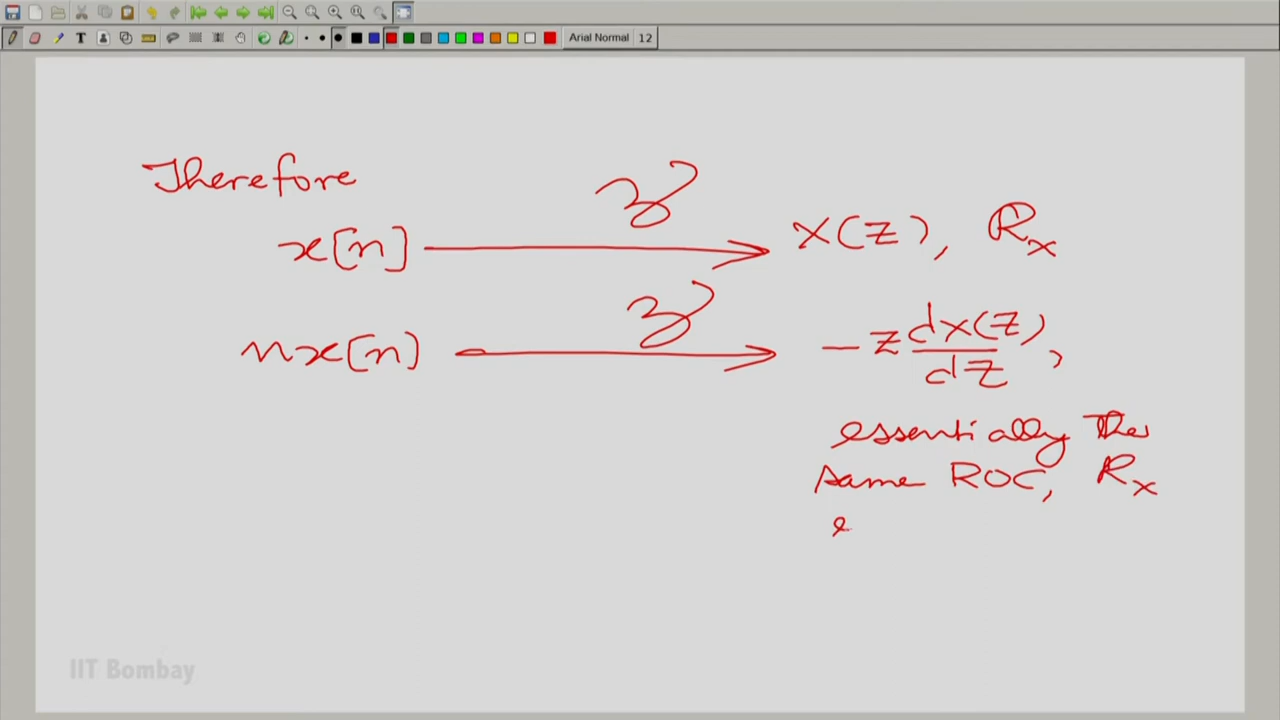 Arial Normal 12
Therefore
x[n] ⟶ 𝒵 X(Z), Rx
nx[n] ⟶ 𝒵 -Z dX(Z)/dZ,
essentially the
same ROC, Rx
e
IIT Bombay